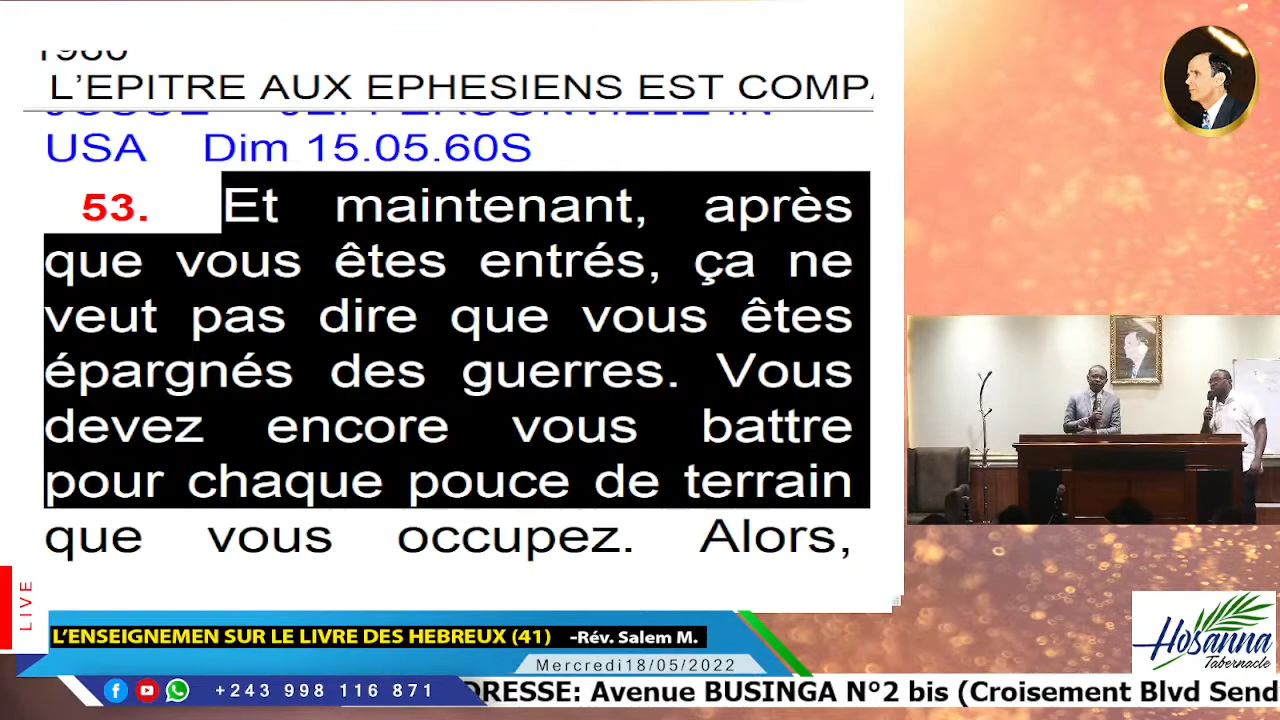 L'EPITRE AUX EPHESIENS EST COMP
USA Dim 15.05.60S
53. Et maintenant, après
que vous êtes entrés, ça ne
veut pas dire que vous êtes
épargnés des guerres. Vous
devez encore vous battre
pour chaque pouce de terrain
que vous occupez. Alors,
LIVE
L'ENSEIGNEMEN SUR LE LIVRE DES HEBREUX (41) -Rév. Salem M.
Mercredi18/05/2022
+243 998 116 871
DRESSE: Avenue BUSINGA N°2 bis (Croisement Blvd Send
Hosanna
Tabernacle